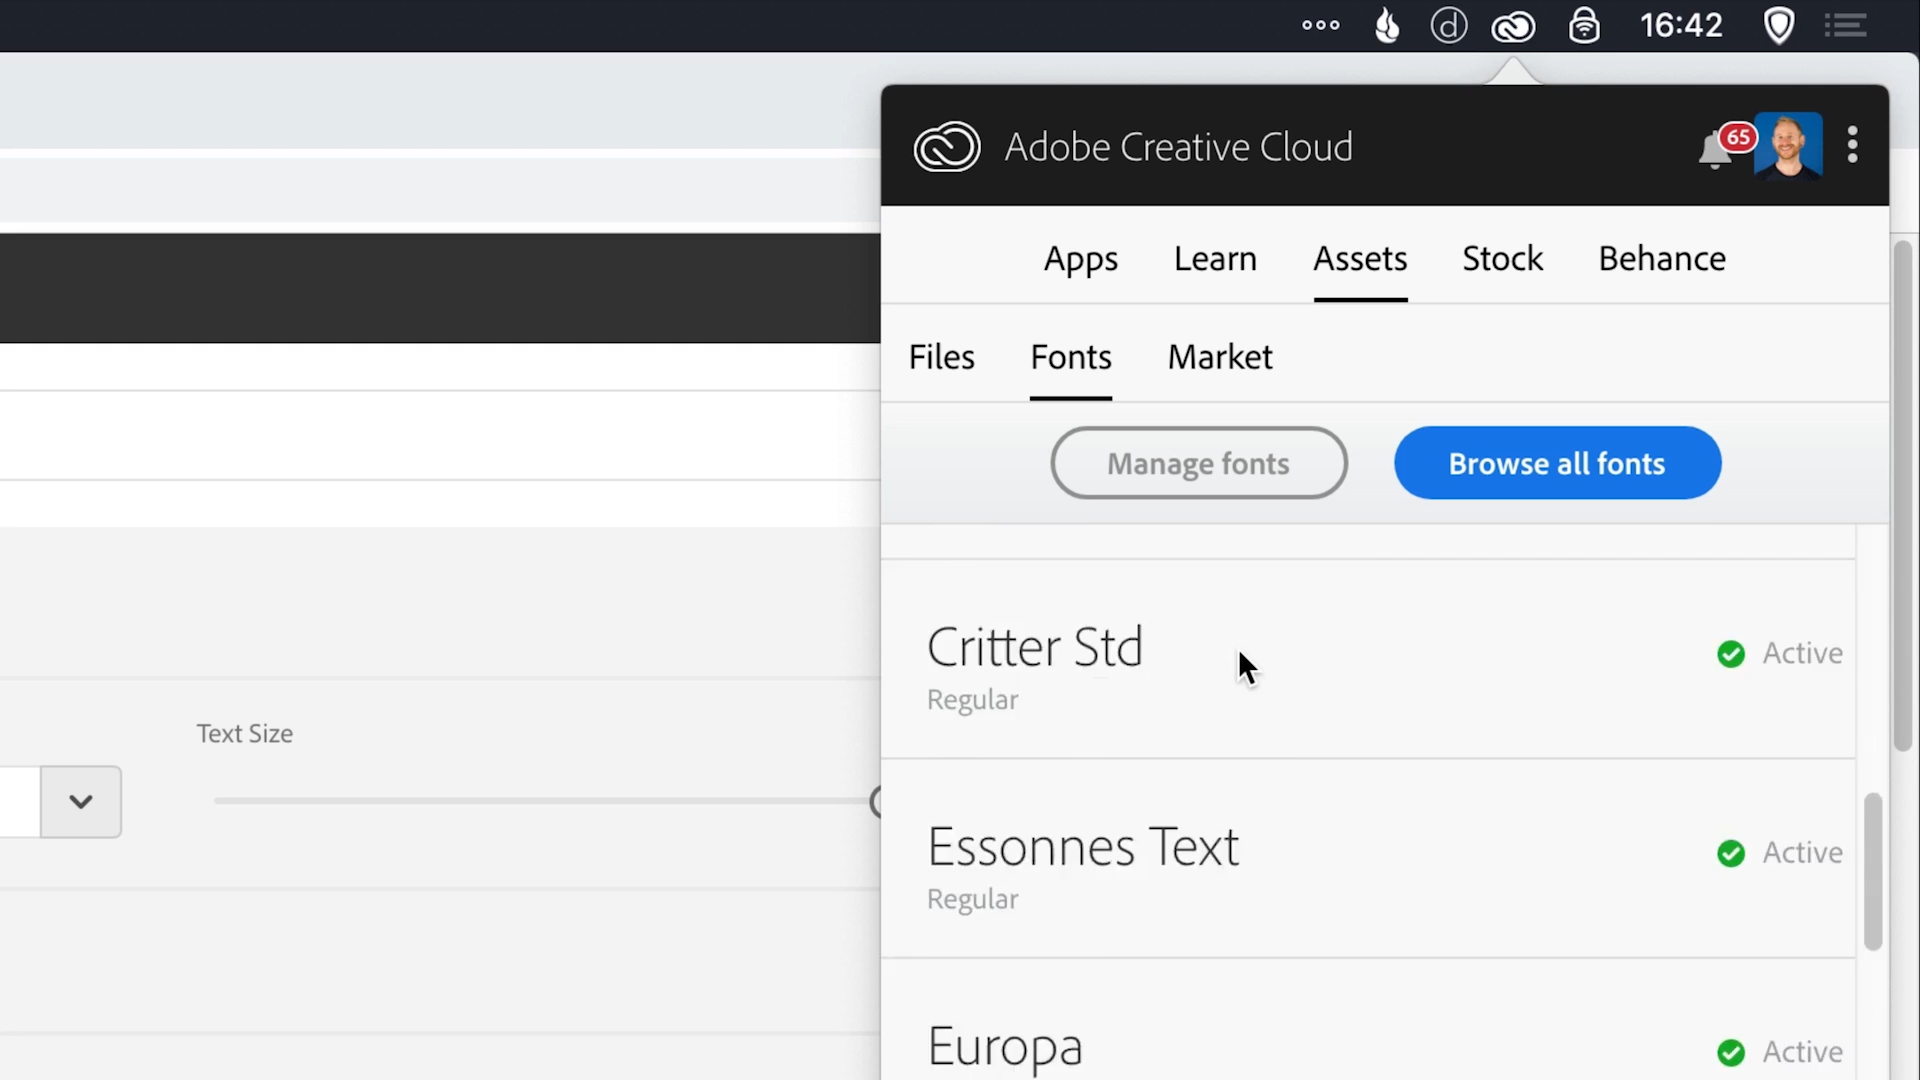 16:42
Adobe Creative Cloud
65
Apps Learn Assets Stock Behance
Files Fonts Market
Manage fonts Browse all fonts
Critter Std
Active
Regular
Text Size
Essonnes Text
Active
Regular
Europa
Active